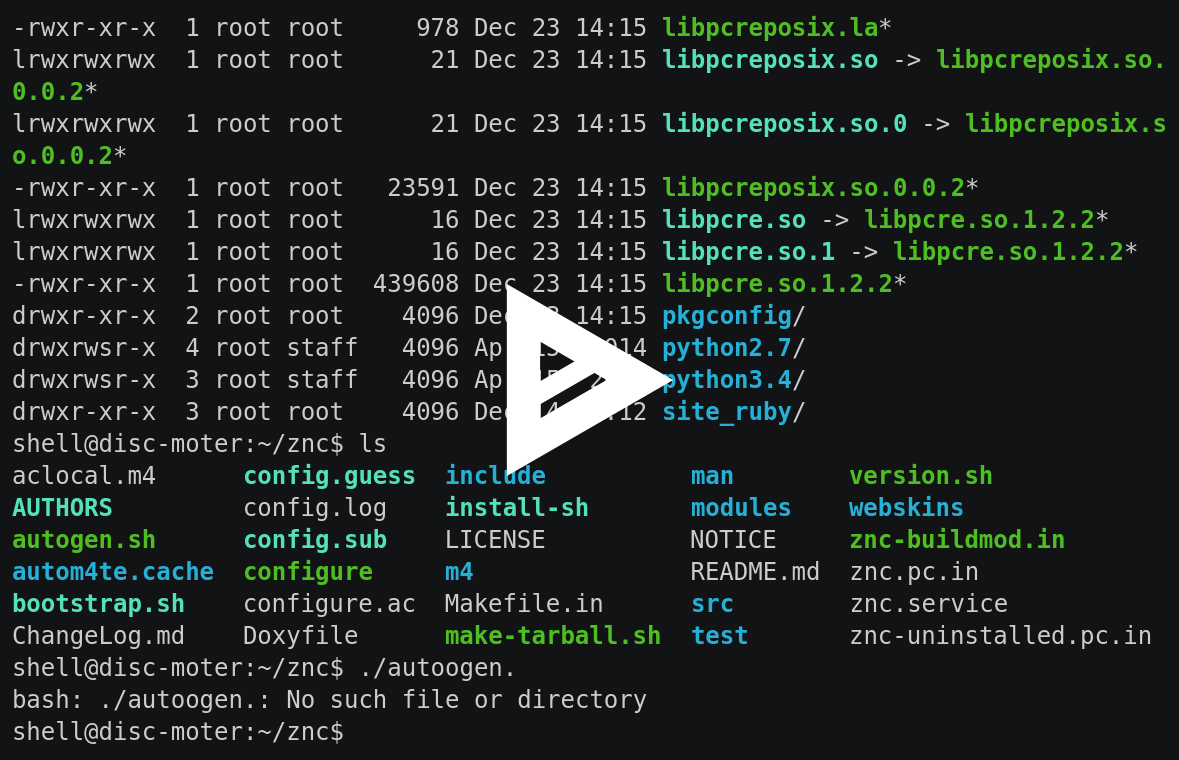 -rwxr-xr-x  1 root root     978 Dec 23 14:15 libpcreposix.la*
lrwxrwxrwx  1 root root      21 Dec 23 14:15 libpcreposix.so -> libpcreposix.so.
0.0.2*
lrwxrwxrwx  1 root root      21 Dec 23 14:15 libpcreposix.so.0 -> libpcreposix.s
o.0.0.2*
-rwxr-xr-x  1 root root   23591 Dec 23 14:15 libpcreposix.so.0.0.2*
lrwxrwxrwx  1 root root      16 Dec 23 14:15 libpcre.so -> libpcre.so.1.2.2*
lrwxrwxrwx  1 root root      16 Dec 23 14:15 libpcre.so.1 -> libpcre.so.1.2.2*
-rwxr-xr-x  1 root root  439608 Dec 23 14:15 libpcre.so.1.2.2*
drwxr-xr-x  2 root root    4096 Dec 14:15 pkgconfig/
drwxrwsr-x  4 root staff   4096 python2.7/
drwxrwsr-x  3 root staff   4096 python3.4/
drwxr-xr-x  3 root root    4096 Dec site_ruby/
shell@disc-moter:~/znc$ ls
aclocal.m4      config.guess  include          man        version.sh
AUTHORS         config.log    install-sh       modules    webskins
autogen.sh      config.sub    LICENSE          NOTICE     znc-buildmod.in
autom4te.cache  configure     m4               README.md  znc.pc.in
bootstrap.sh    configure.ac  Makefile.in      src        znc.service
ChangeLog.md    Doxyfile      make-tarball.sh  test       znc-uninstalled.pc.in
shell@disc-moter:~/znc$ ./autoogen.
bash: ./autoogen.: No such file or directory
shell@disc-moter:~/znc$